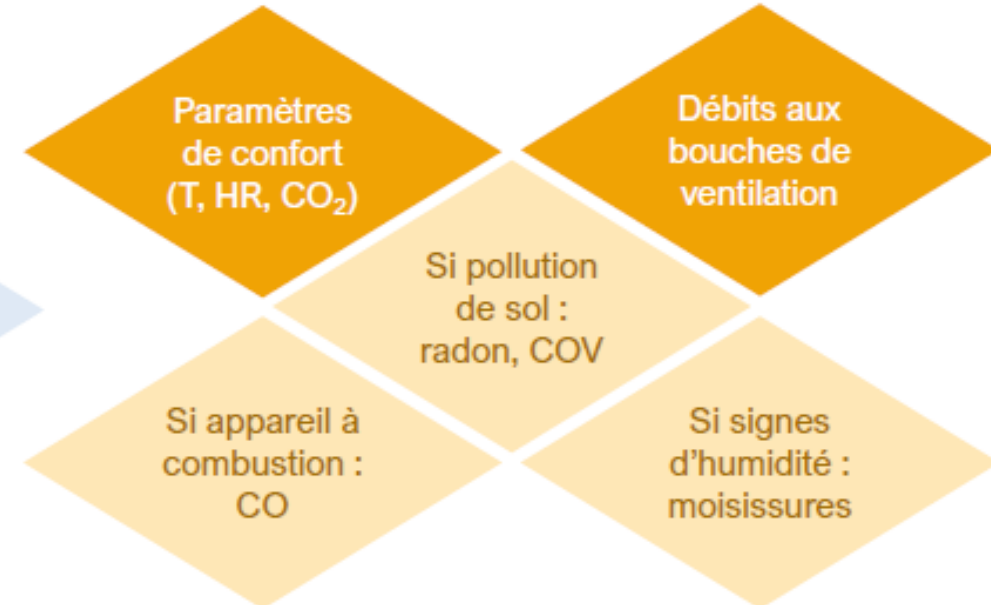 Paramètres
de confort
(T, HR, CO₂)
Débits aux
bouches de
ventilation
Si pollution
de sol :
radon, COV
Si appareil à
combustion :
CO
Si signes
d'humidité :
moisissures